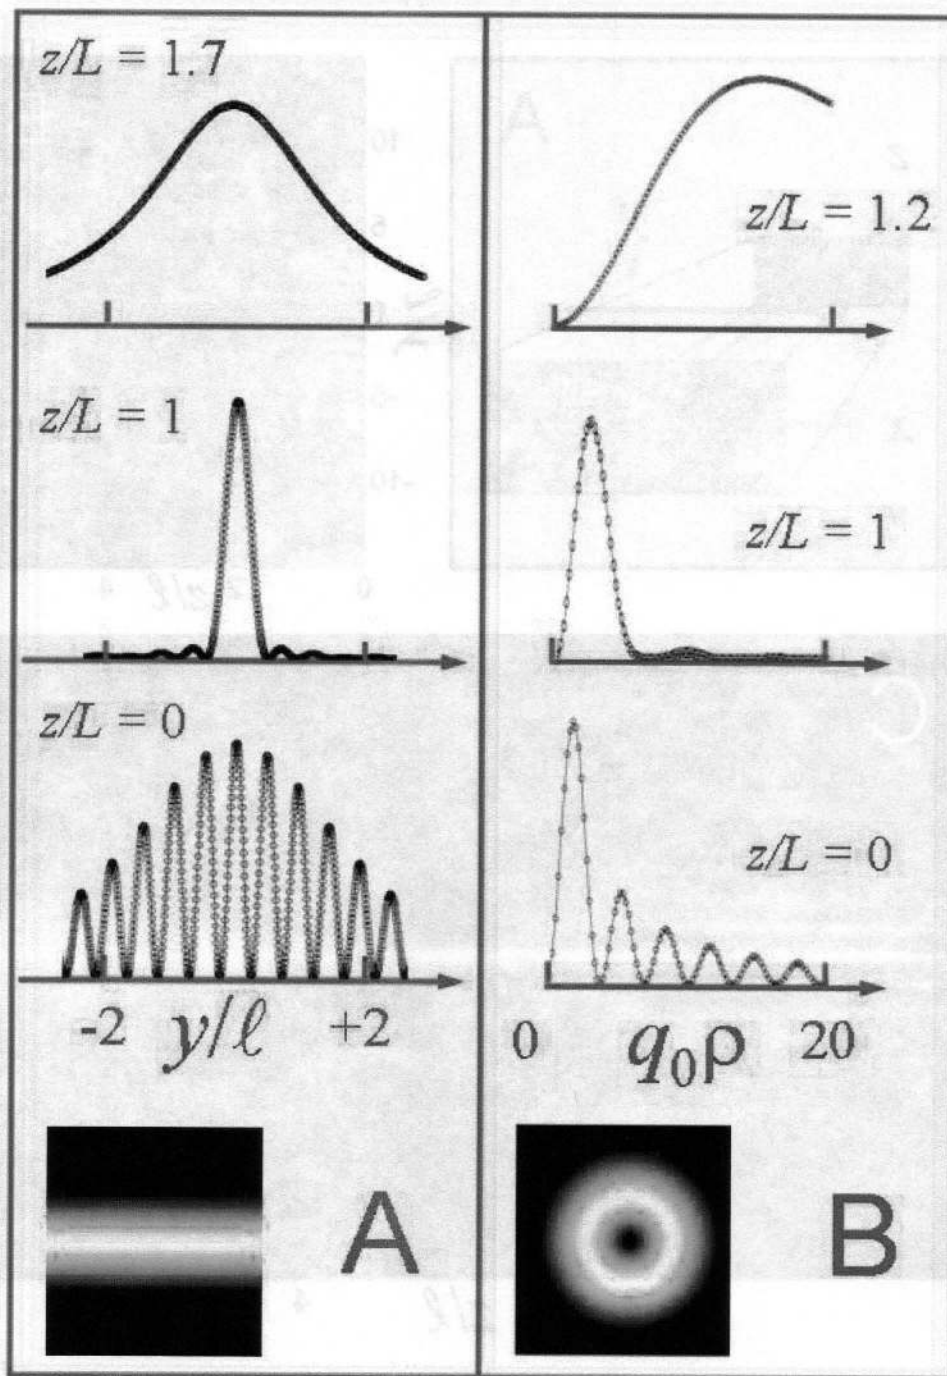 z/L = 1.7
z/L = 1
z/L = 0
-2 y/ℓ +2
A
z/L = 1.2
z/L = 1
z/L = 0
0 q₀ρ 20
B